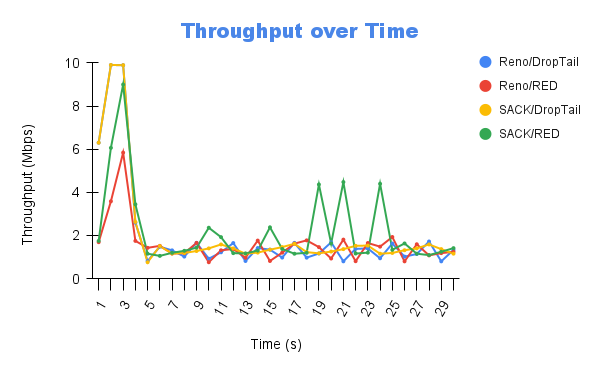 Throughput over Time
Reno/DropTail
Reno/RED
SACK/DropTail
SACK/RED
Throughput (Mbps)
10
8
6
4
2
0
1 3 5 7 9 11 13 15 17 19 21 23 25 27 29
Time (s)